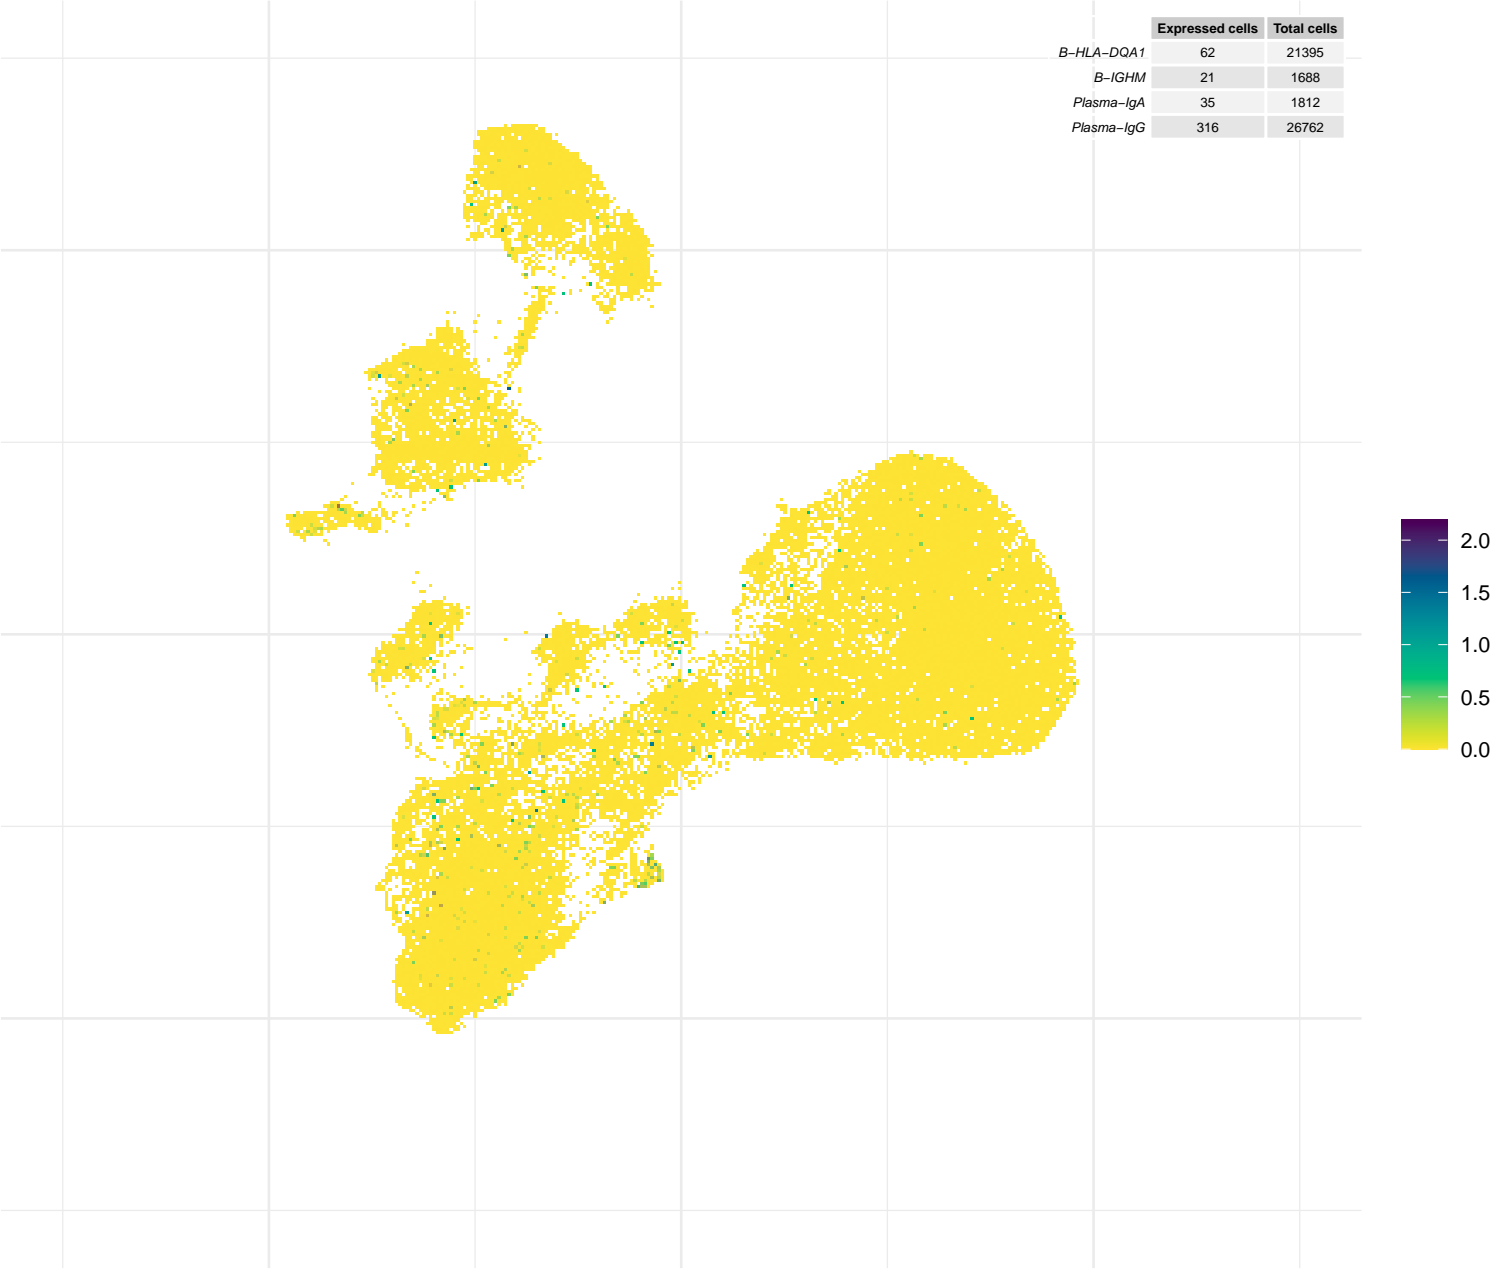 Expressed cells Total cells
B−HLA−DQA1 62 21395
B−IGHM 21 1688
Plasma−IgA 35 1812
Plasma−IgG 316 26762
2.0
1.5
1.0
0.5
0.0